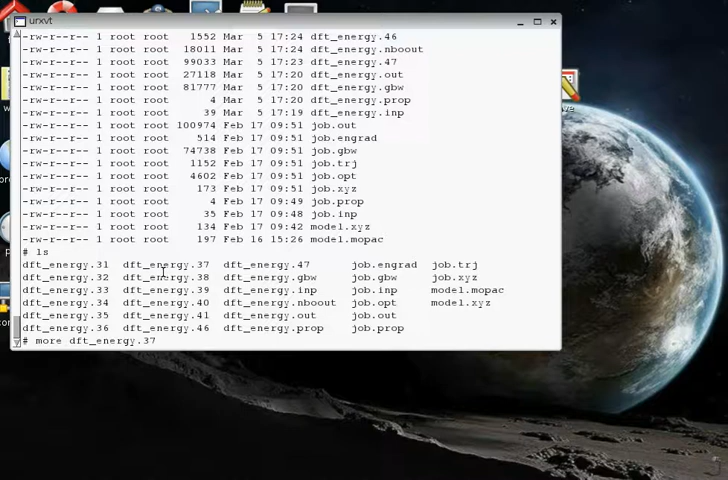 urxvt
-rw-r--r-- 1 root root 1552 Mar 5 17:24 dft_energy.46
-rw-r--r-- 1 root root 18011 Mar 5 17:24 dft_energy.nboout
-rw-r--r-- 1 root root 99033 Mar 5 17:23 dft_energy.47
-rw-r--r-- 1 root root 27118 Mar 5 17:20 dft_energy.out
-rw-r--r-- 1 root root 81777 Mar 5 17:20 dft_energy.gbw
-rw-r--r-- 1 root root 4 Mar 5 17:20 dft_energy.prop
-rw-r--r-- 1 root root 39 Mar 5 17:19 dft_energy.inp
-rw-r--r-- 1 root root 100974 Feb 17 09:51 job.out
-rw-r--r-- 1 root root 514 Feb 17 09:51 job.engrad
-rw-r--r-- 1 root root 74738 Feb 17 09:51 job.gbw
-rw-r--r-- 1 root root 1152 Feb 17 09:51 job.trj
-rw-r--r-- 1 root root 4602 Feb 17 09:51 job.opt
-rw-r--r-- 1 root root 173 Feb 17 09:51 job.xyz
-rw-r--r-- 1 root root 4 Feb 17 09:49 job.prop
-rw-r--r-- 1 root root 35 Feb 17 09:48 job.inp
-rw-r--r-- 1 root root 134 Feb 17 09:42 model.xyz
-rw-r--r-- 1 root root 197 Feb 16 15:26 model.mopac
# ls
dft_energy.31 dft_energy.37 dft_energy.47 job.engrad job.trj
dft_energy.32 dft_energy.38 dft_energy.gbw job.gbw job.xyz
dft_energy.33 dft_energy.39 dft_energy.inp job.inp model.mopac
dft_energy.34 dft_energy.40 dft_energy.nboout job.opt model.xyz
dft_energy.35 dft_energy.41 dft_energy.out job.out
dft_energy.36 dft_energy.46 dft_energy.prop job.prop
# more dft_energy.37